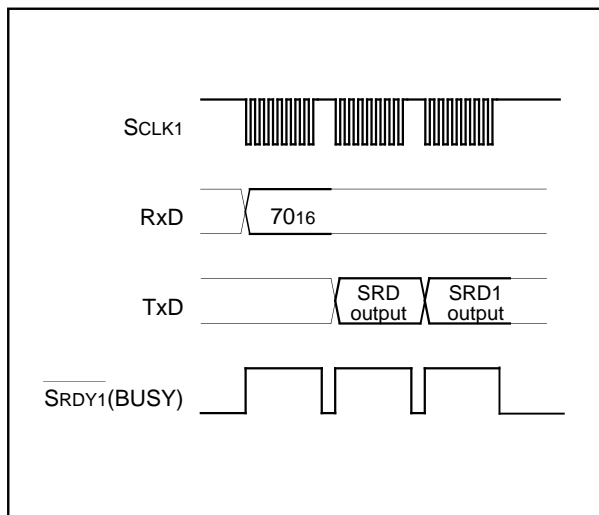 SCLK1
RxD
7016
TxD
SRD
output
SRD1
output
SRDY1(BUSY)